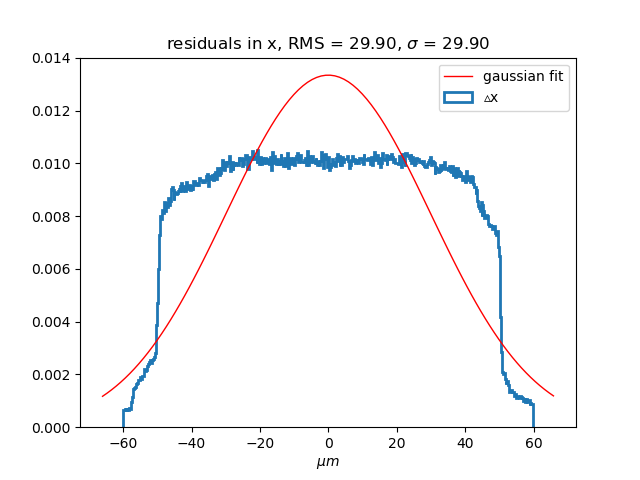 residuals in x, RMS = 29.90, σ = 29.90
gaussian fit
△x
0.014
0.012
0.010
0.008
0.006
0.004
0.002
0.000
−60 −40 −20 0 20 40 60
μm